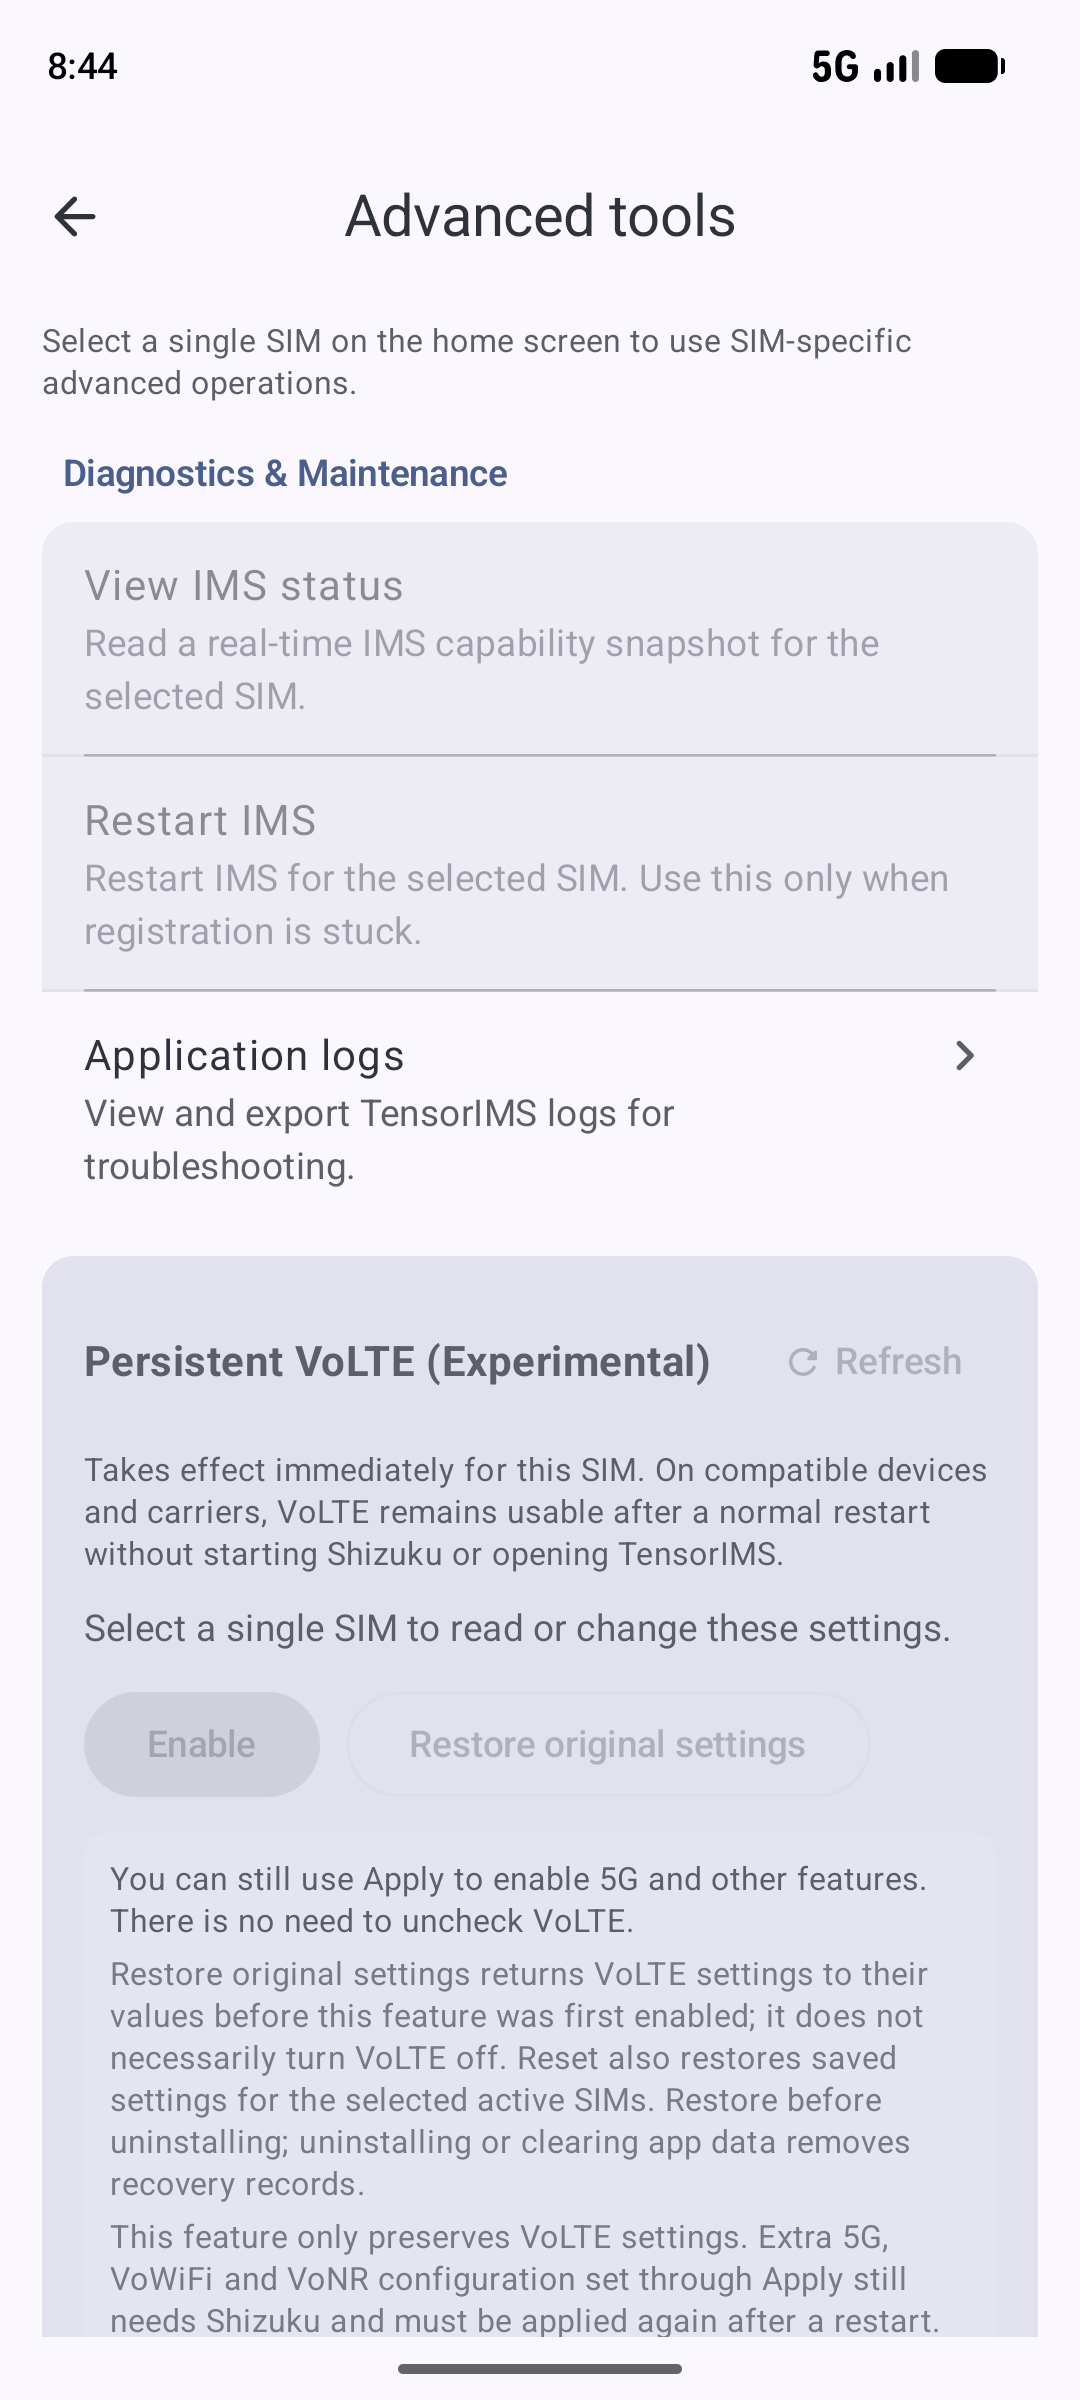 8:44
5G
Advanced tools
Select a single SIM on the home screen to use SIM-specific
advanced operations.
Diagnostics & Maintenance
View IMS status
Read a real-time IMS capability snapshot for the
selected SIM.
Restart IMS
Restart IMS for the selected SIM. Use this only when
registration is stuck.
Application logs
View and export TensorIMS logs for
troubleshooting.
Persistent VoLTE (Experimental)
Refresh
Takes effect immediately for this SIM. On compatible devices
and carriers, VoLTE remains usable after a normal restart
without starting Shizuku or opening TensorIMS.
Select a single SIM to read or change these settings.
Enable
Restore original settings
You can still use Apply to enable 5G and other features.
There is no need to uncheck VoLTE.
Restore original settings returns VoLTE settings to their
values before this feature was first enabled; it does not
necessarily turn VoLTE off. Reset also restores saved
settings for the selected active SIMs. Restore before
uninstalling; uninstalling or clearing app data removes
recovery records.
This feature only preserves VoLTE settings. Extra 5G,
VoWiFi and VoNR configuration set through Apply still
needs Shizuku and must be applied again after a restart.